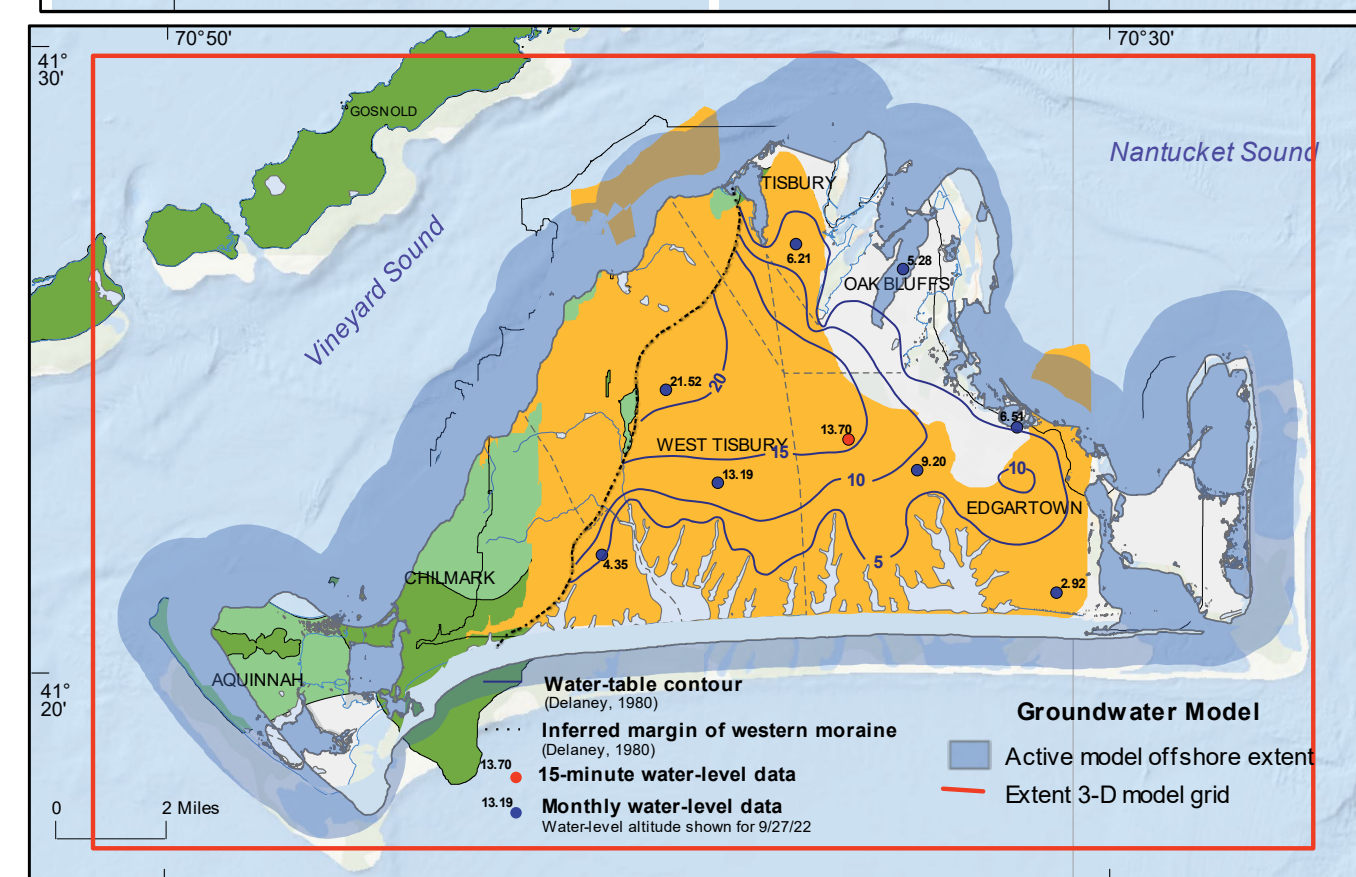 70°50'
70°30'
41°
30'
GOSNOLD
Nantucket Sound
TISBURY
Vineyard Sound
6.21
5.28
OAK BLUFFS
21.52
20
6.51
13.70
WEST TISBURY
15
13.19
9.20
10
10
EDGARTOWN
4.35
5
CHILMARK
2.92
AQUINNAH
41°
20'
Water-table contour
(Delaney, 1980)
Inferred margin of western moraine
(Delaney, 1980)
13.70
15-minute water-level data
13.19
Monthly water-level data
Water-level altitude shown for 9/27/22
0
2 Miles
Groundwater Model
Active model offshore extent
Extent 3-D model grid